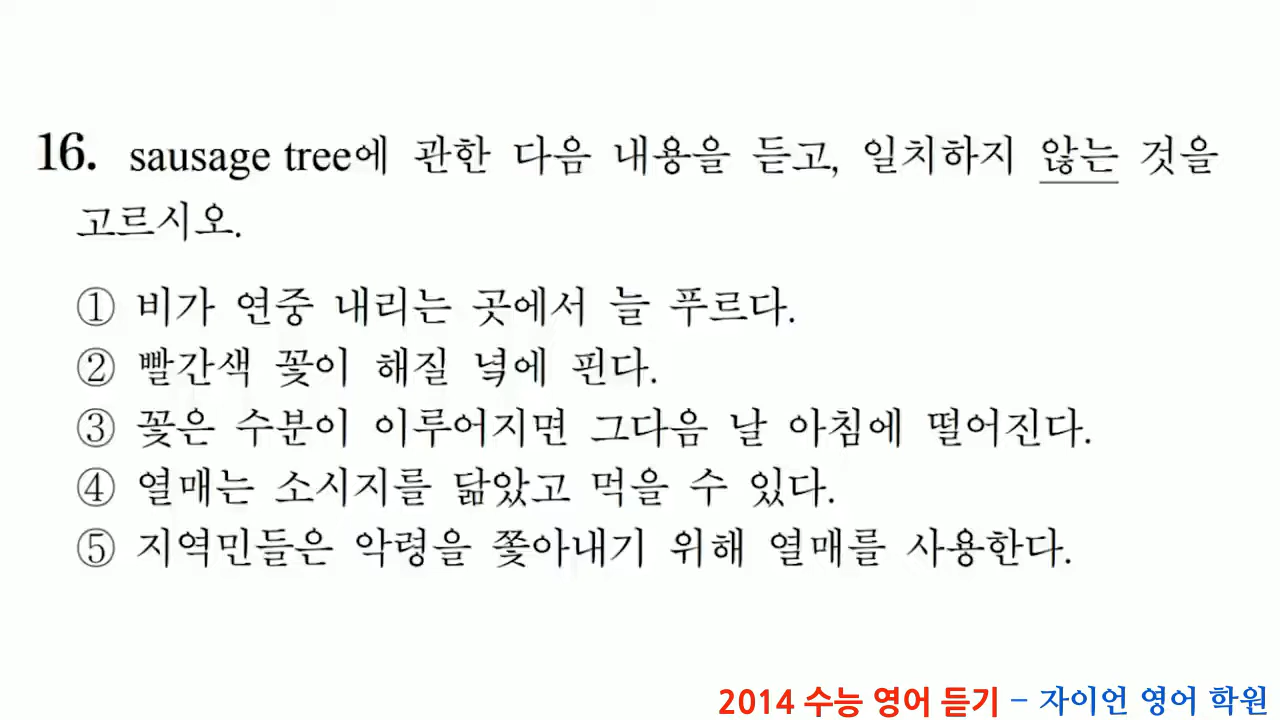 16. sausage tree에 관한 다음 내용을 듣고, 일치하지 않는 것을
고르시오.
① 비가 연중 내리는 곳에서 늘 푸르다.
② 빨간색 꽃이 해질 녘에 핀다.
③ 꽃은 수분이 이루어지면 그다음 날 아침에 떨어진다.
④ 열매는 소시지를 닮았고 먹을 수 있다.
⑤ 지역민들은 악령을 쫓아내기 위해 열매를 사용한다.
2014 수능 영어 듣기 - 자이언 영어 학원